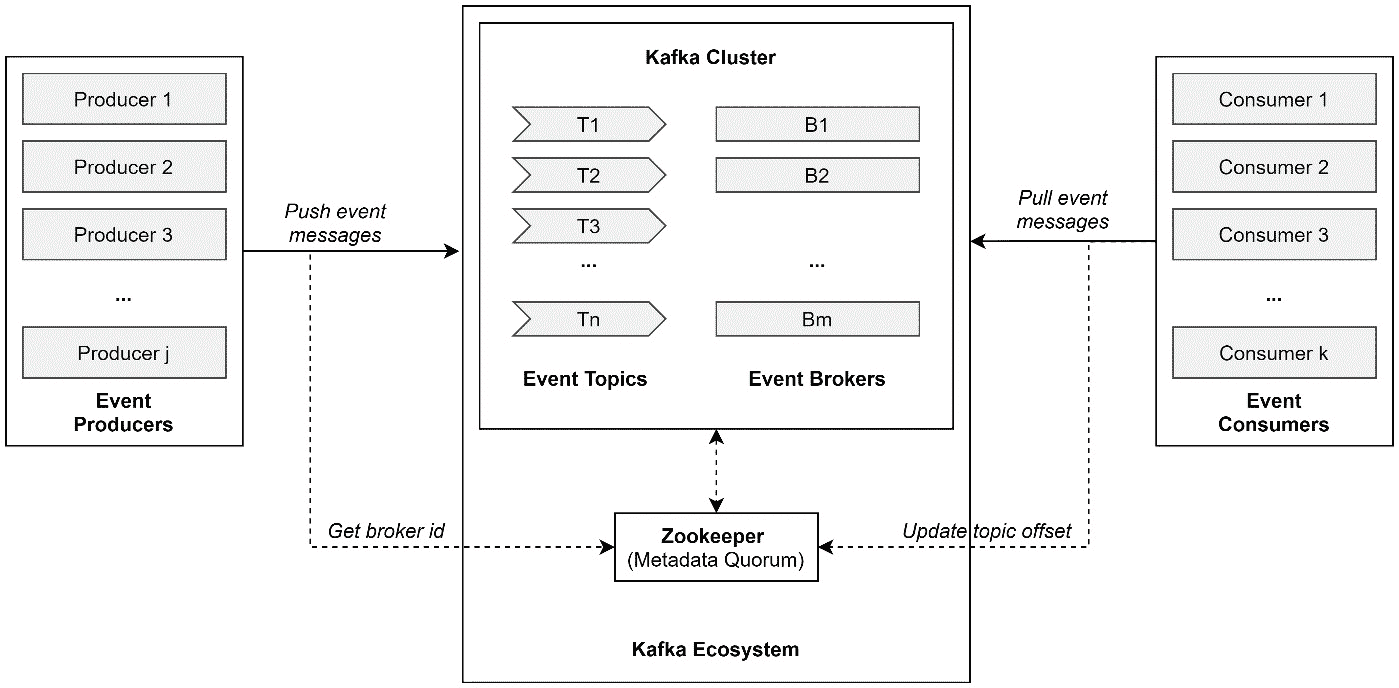 Kafka Cluster
Producer 1
Producer 2
Producer 3
...
Producer j
Event
Producers
Push event
messages
T1
T2
T3
...
Tn
Event Topics
B1
B2
...
Bm
Event Brokers
Pull event
messages
Consumer 1
Consumer 2
Consumer 3
...
Consumer k
Event
Consumers
Get broker id
Zookeeper
(Metadata Quorum)
Update topic offset
Kafka Ecosystem